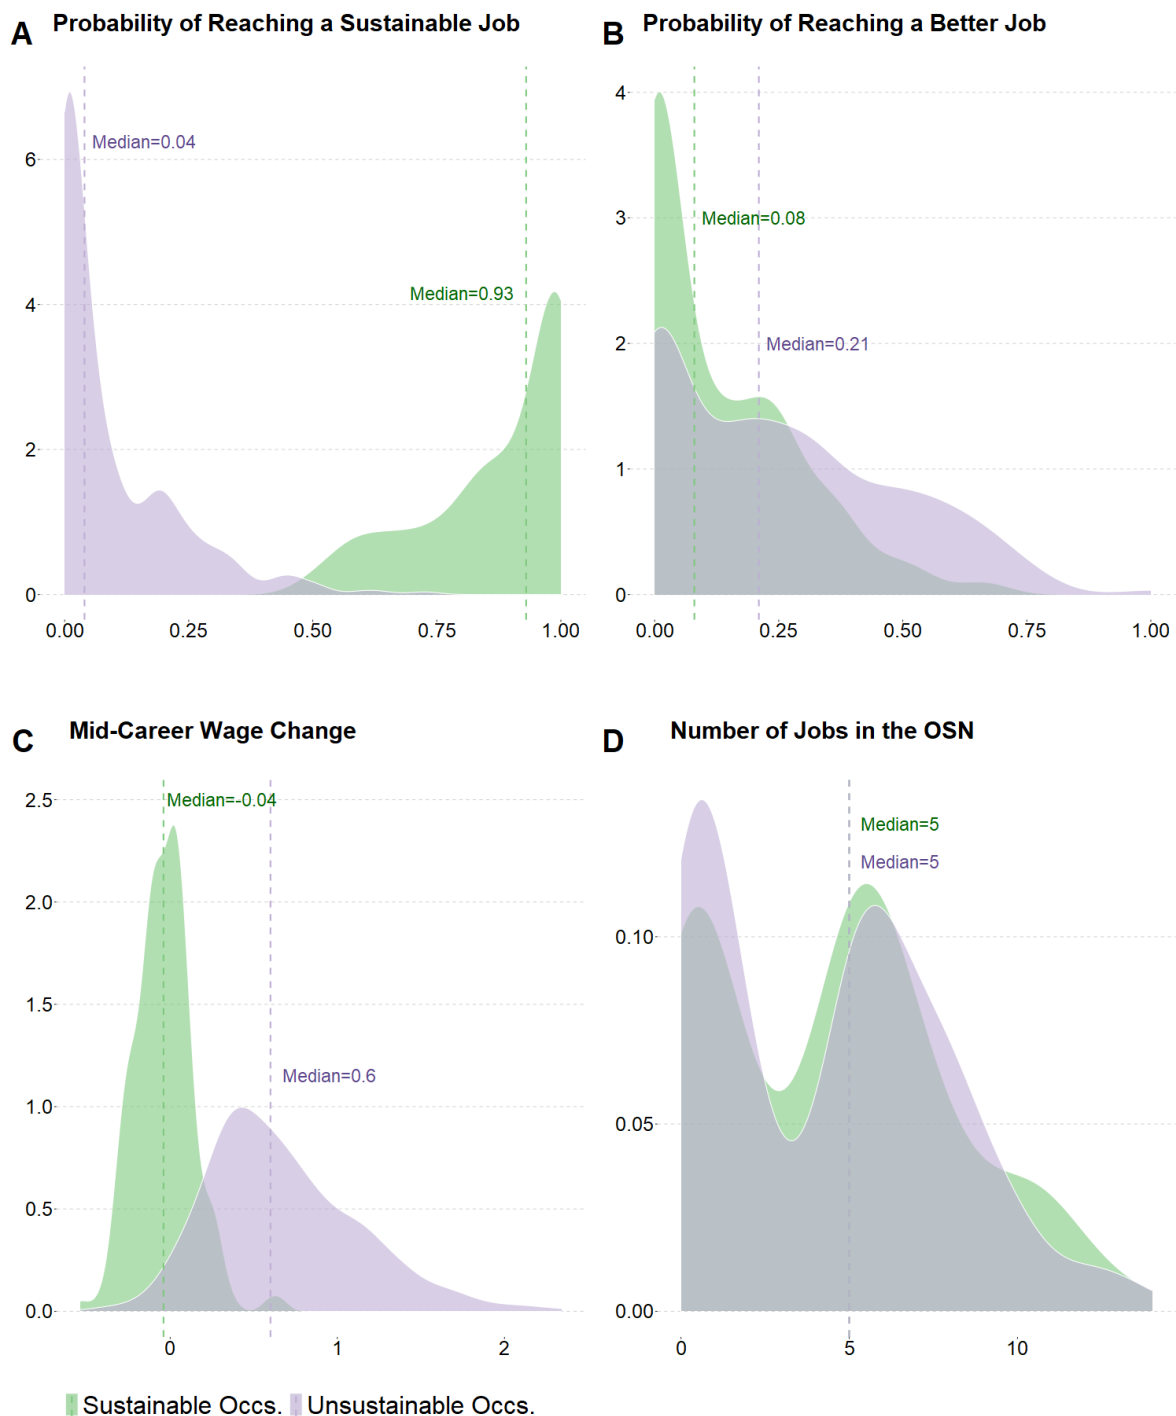 A Probability of Reaching a Sustainable Job
Median=0.04
6
Median=0.93
4
2
0
0.00 0.25 0.50 0.75 1.00
B Probability of Reaching a Better Job
4
3
Median=0.08
2
Median=0.21
1
0
0.00 0.25 0.50 0.75 1.00
C Mid-Career Wage Change
2.5
Median=-0.04
2.0
1.5
Median=0.6
1.0
0.5
0.0
0 1 2
D Number of Jobs in the OSN
Median=5
Median=5
0.10
0.05
0.00
0 5 10
Sustainable Occs. Unsustainable Occs.